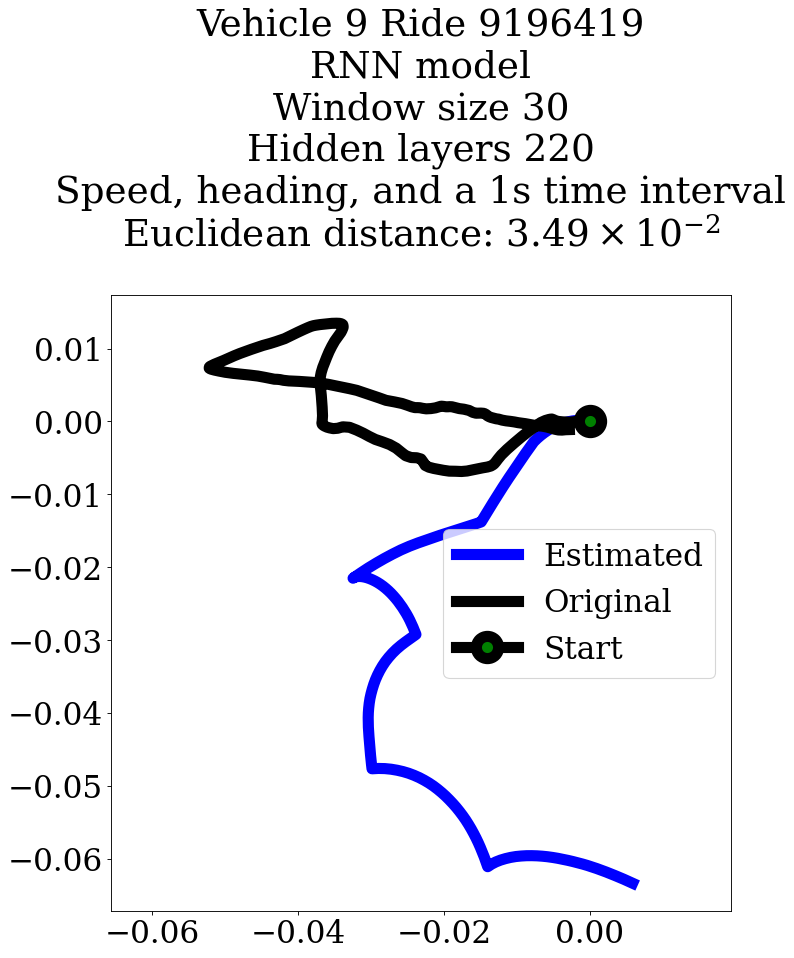 Vehicle 9 Ride 9196419
RNN model
Window size 30
Hidden layers 220
Speed, heading, and a 1s time interval
Euclidean distance: 3.49 × 10⁻²
0.01
0.00
−0.01
−0.02
−0.03
−0.04
−0.05
−0.06
Estimated
Original
Start
−0.06 −0.04 −0.02 0.00